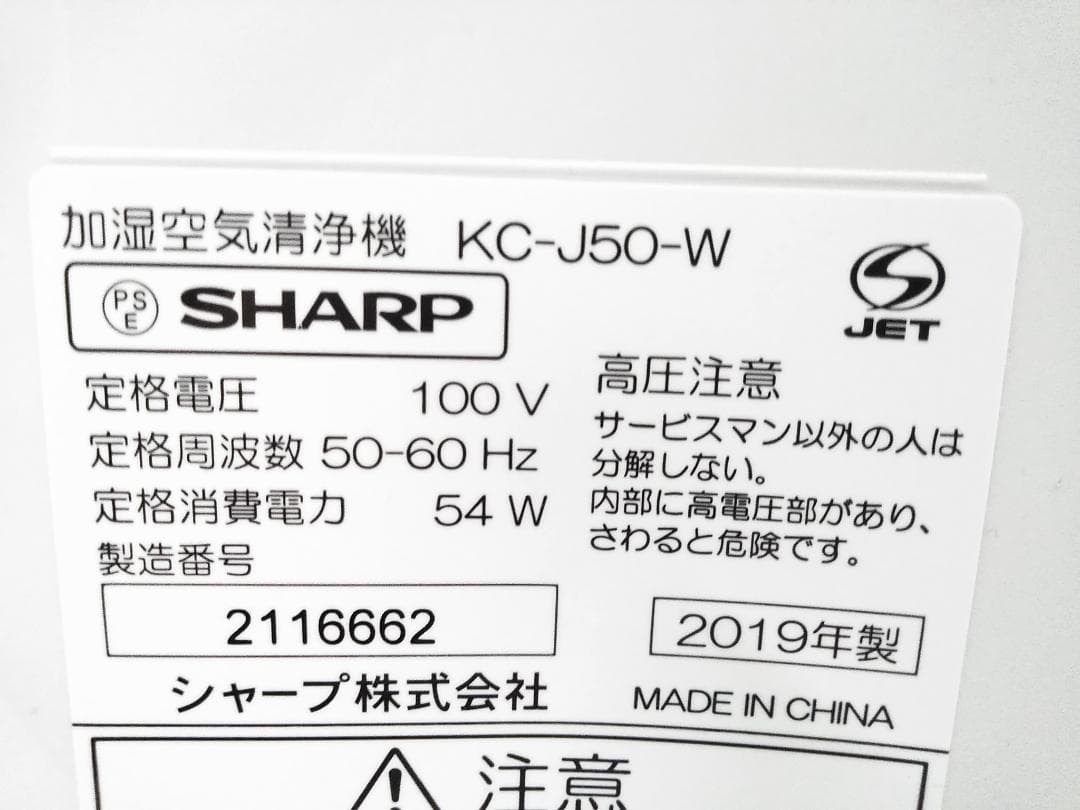 加湿空気清浄機 KC-J50-W
PS
E
SHARP
JET
定格電圧 100 V
定格周波数 50-60 Hz
定格消費電力 54 W
製造番号
2116662
シャープ株式会社
高圧注意
サービスマン以外の人は
分解しない。
内部に高電圧部があり、
さわると危険です。
2019年製
MADE IN CHINA
注意